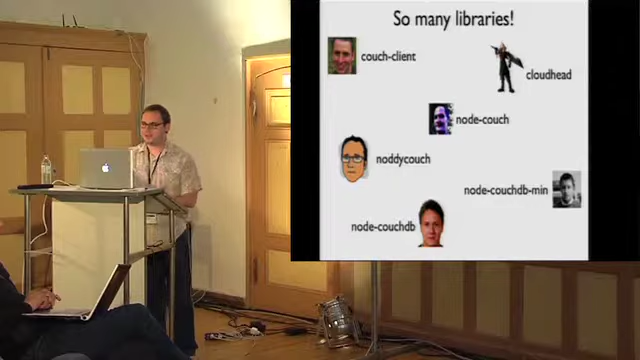 So many libraries!
couch-client
cloudhead
node-couch
noddycouch
node-couchdb-min
node-couchdb